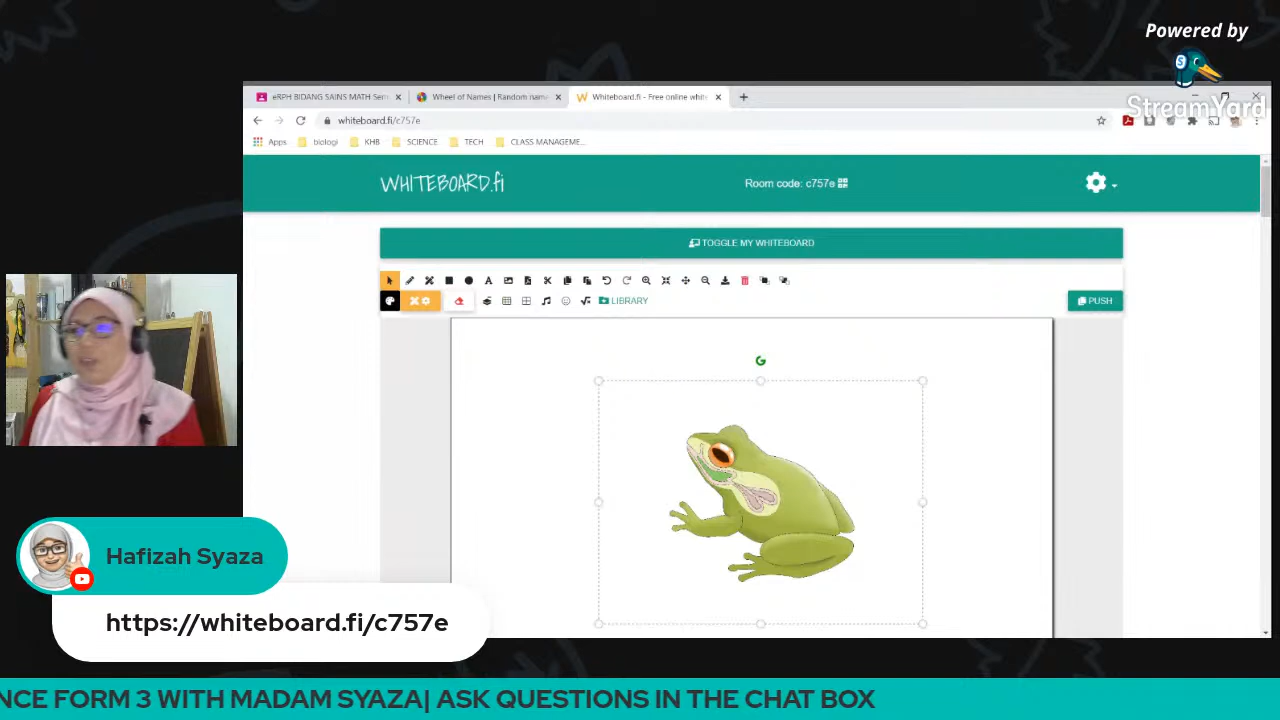 Powered by
StreamYard
eRPH BIDANG SAINS MATH Sem
Wheel of Names | Random name
Whiteboard.fi - Free online white
whiteboard.fi/c757e
Apps
biologi
KHB
SCIENCE
TECH
CLASS MANAGEME...
WHITEBOARD.fi
Room code: c757e
TOGGLE MY WHITEBOARD
LIBRARY
PUSH
Hafizah Syaza
https://whiteboard.fi/c757e
NCE FORM 3 WITH MADAM SYAZA| ASK QUESTIONS IN THE CHAT BOX